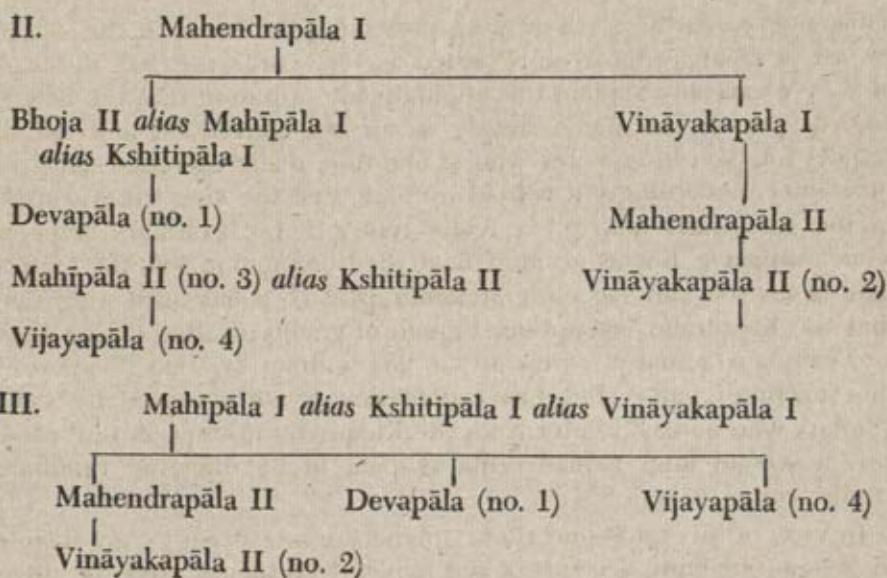 II. Mahendrapāla I
Bhoja II alias Mahīpāla I Vināyakapāla I
alias Kshitipāla I
Devapāla (no. 1) Mahendrapāla II
Mahīpāla II (no. 3) alias Kshitipāla II Vināyakapāla II (no. 2)
Vijayapāla (no. 4)
III. Mahīpāla I alias Kshitipāla I alias Vināyakapāla I
Mahendrapāla II Devapāla (no. 1) Vijayapāla (no. 4)
Vināyakapāla II (no. 2)